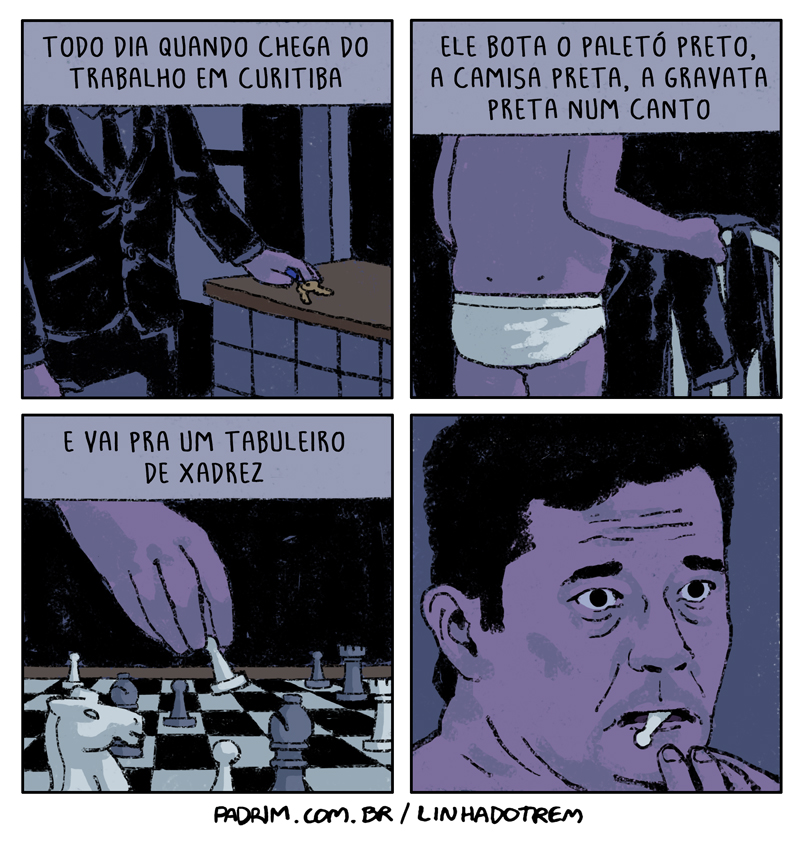 TODO DIA QUANDO CHEGA DO
TRABALHO EM CURITIBA
ELE BOTA O PALETÓ PRETO,
A CAMISA PRETA, A GRAVATA
PRETA NUM CANTO
E VAI PRA UM TABULEIRO
DE XADREZ
PADRIM.COM.BR / LINHADOTREM